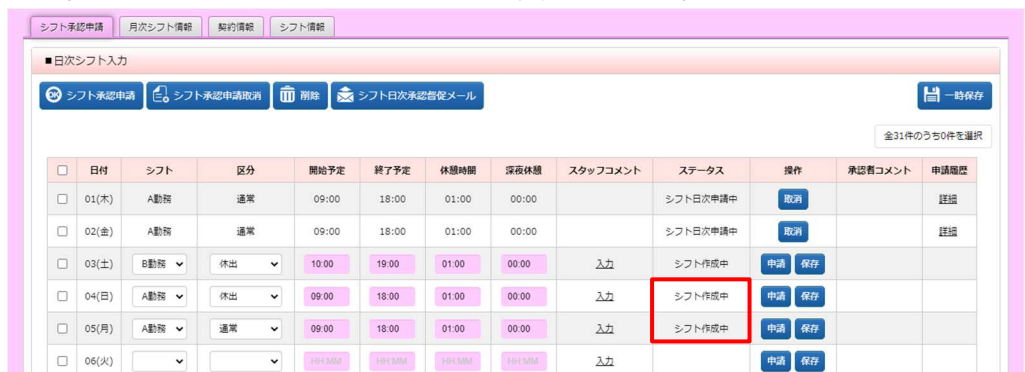 シフト承認申請 月次シフト情報 契約情報 シフト情報
■日次シフト入力
OK シフト承認申請 シフト承認申請取消 削除 シフト日次承認督促メール 一時保存
全31件のうち0件を選択
日付 シフト 区分 開始予定 終了予定 休憩時間 深夜休憩 スタッフコメント ステータス 操作 承認者コメント 申請履歴
01(木) A勤務 通常 09:00 18:00 01:00 00:00 シフト日次申請中 取消 詳細
02(金) A勤務 通常 09:00 18:00 01:00 00:00 シフト日次申請中 取消 詳細
03(土) B勤務 休出 10:00 19:00 01:00 00:00 入力 シフト作成中 申請 保存
04(日) A勤務 休出 09:00 18:00 01:00 00:00 入力 シフト作成中 申請 保存
05(月) A勤務 通常 09:00 18:00 01:00 00:00 入力 シフト作成中 申請 保存
06(火) HH:MM HH:MM HH:MM HH:MM 入力 申請 保存